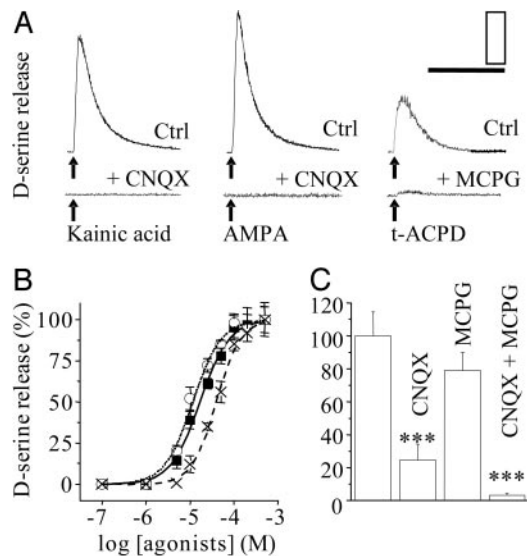 A
D-serine release
Ctrl
Ctrl
Ctrl
+ CNQX
+ CNQX
+ MCPG
Kainic acid
AMPA
t-ACPD
B
D-serine release (%)
100
75
50
25
0
-7
-6
-5
-4
-3
log [agonists] (M)
C
120
100
80
60
40
20
0
CNQX
MCPG
CNQX + MCPG
***
***